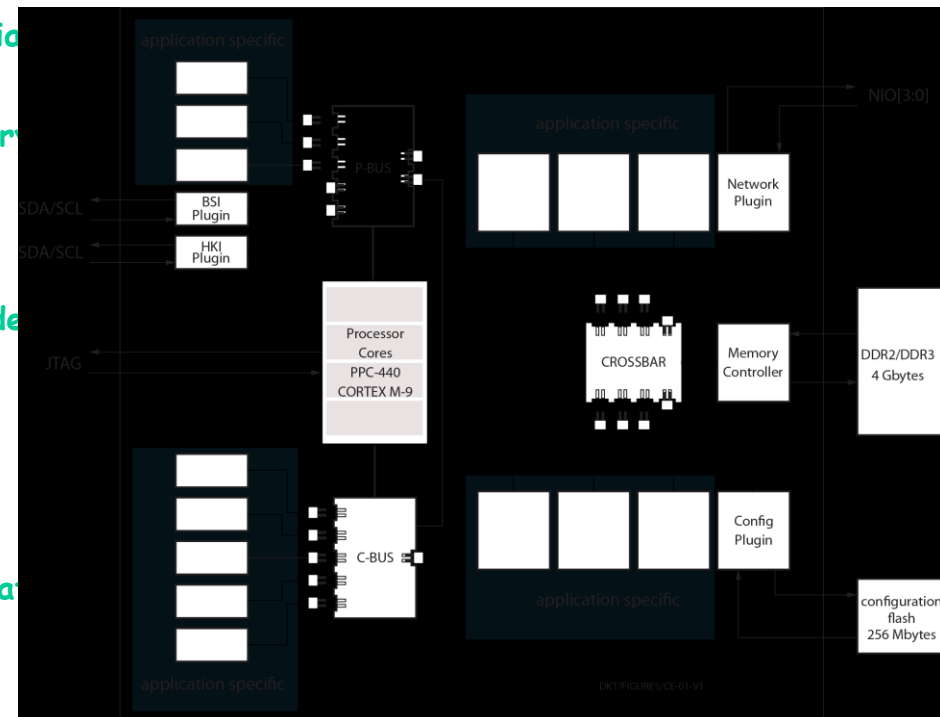 application specific
NIO[3:0]
application specific
P-BUS
Network
Plugin
SDA/SCL
BSI
Plugin
SDA/SCL
HKI
Plugin
Processor
Cores
PPC-440
CORTEX M-9
JTAG
CROSSBAR
Memory
Controller
DDR2/DDR3
4 Gbytes
Config
Plugin
C-BUS
application specific
configuration
flash
256 Mbytes
application specific
DKT/FIGURES/CE-01-V1